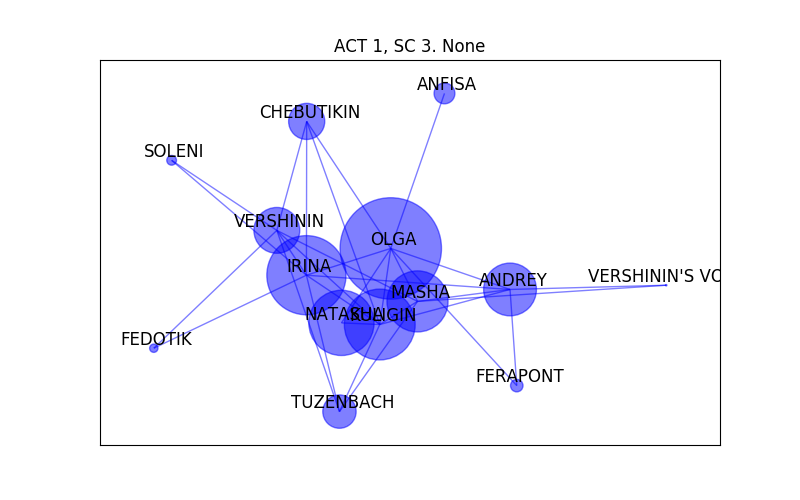 ACT 1, SC 3. None
ANFISA
CHEBUTIKIN
SOLENI
VERSHININ
OLGA
IRINA
ANDREY
VERSHININ'S VO
MASHA
NATASHA
KULIGIN
FEDOTIK
FERAPONT
TUZENBACH